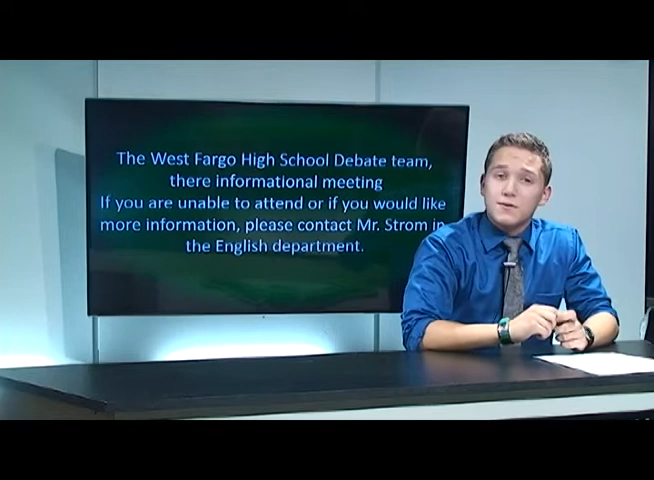 The West Fargo High School Debate team,
there informational meeting
If you are unable to attend or if you would like
more information, please contact Mr. Strom in
the English department.